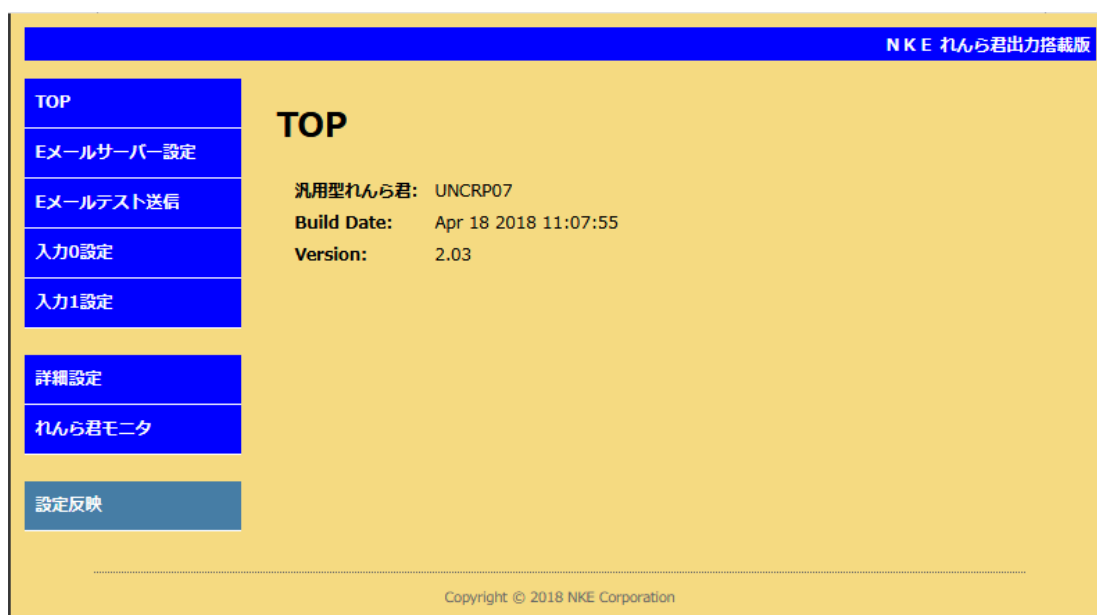 NKE れんら君出力搭載版
TOP
Eメールサーバー設定
Eメールテスト送信
入力0設定
入力1設定
詳細設定
れんら君モニタ
設定反映
TOP
汎用型れんら君: UNCRP07
Build Date: Apr 18 2018 11:07:55
Version: 2.03
Copyright © 2018 NKE Corporation